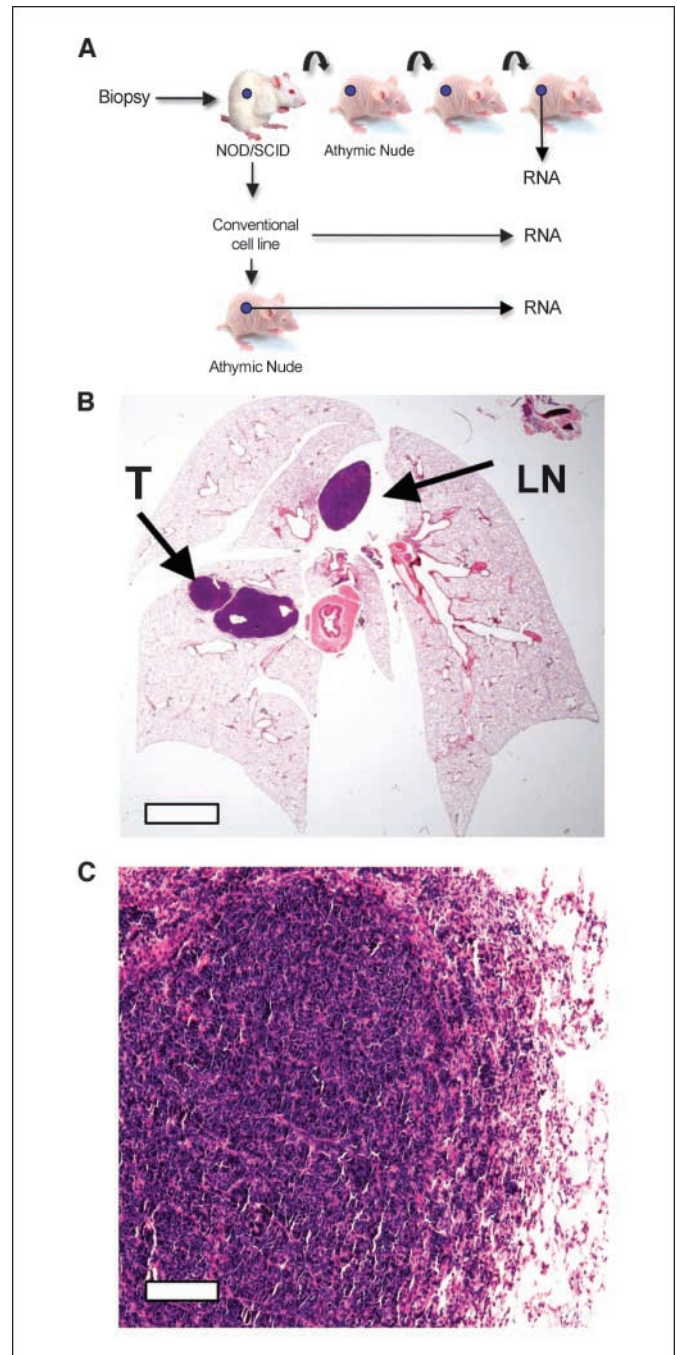 A
Biopsy
NOD/SCID
Athymic Nude
RNA
Conventional
cell line
RNA
RNA
Athymic Nude
B
T
LN
C